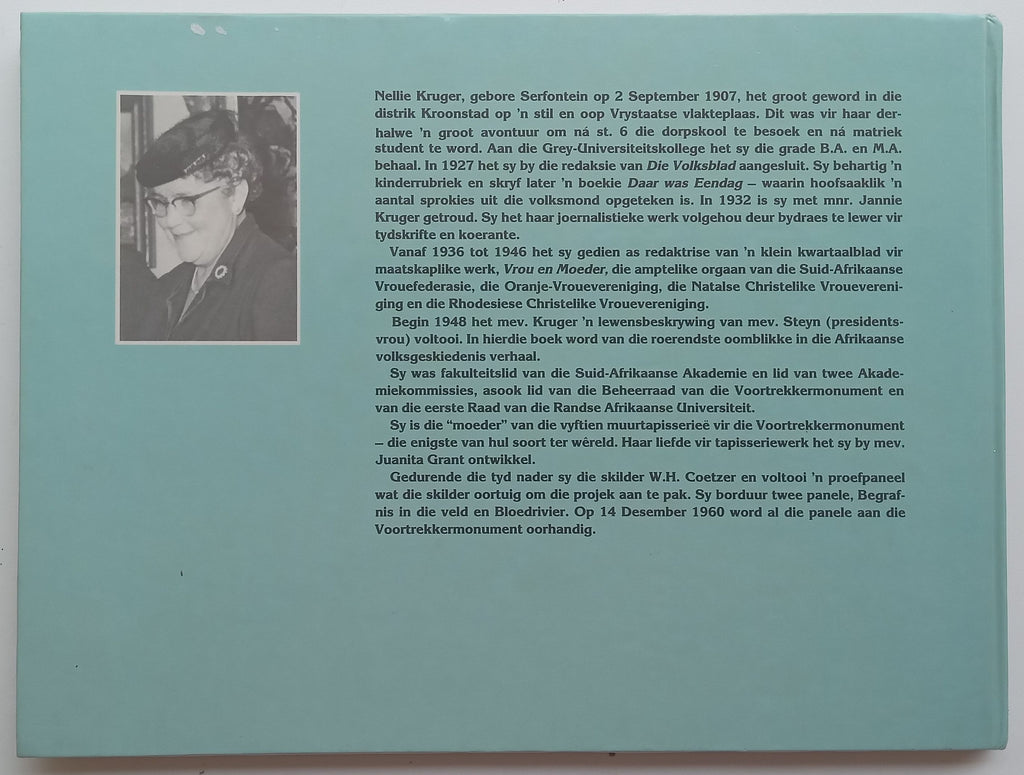 Nellie Kruger, gebore Serfontein op 2 September 1907, het groot geword in die
distrik Kroonstad op 'n stil en oop Vrystaatse vlakteplaas. Dit was vir haar der-
halwe 'n groot avontuur om ná st. 6 die dorpskool te besoek en ná matriek
student te word. Aan die Grey-Universiteitskollege het sy die grade B.A. en M.A.
behaal. In 1927 het sy by die redaksie van Die Volksblad aangesluit. Sy behartig 'n
kinderrubriek en skryf later 'n boekie Daar was Eendag – waarin hoofsaaklik 'n
aantal sprokies uit die volksmond opgeteken is. In 1932 is sy met mnr. Jannie
Kruger getroud. Sy het haar joernalistieke werk volgehou deur bydraes te lewer vir
tydskrifte en koerante.
Vanaf 1936 tot 1946 het sy gedien as redaktrise van 'n klein kwartaalblad vir
maatskaplike werk, Vrou en Moeder, die amptelike orgaan van die Suid-Afrikaanse
Vrouefederasie, die Oranje-Vrouevereniging, die Natalse Christelike Vrouevereni-
ging en die Rhodesiese Christelike Vrouevereniging.
Begin 1948 het mev. Kruger 'n lewensbeskrywing van mev. Steyn (presidents-
vrou) voltooi. In hierdie boek word van die roerendste oomblikke in die Afrikaanse
volksgeskiedenis verhaal.
Sy was fakulteitslid van die Suid-Afrikaanse Akademie en lid van twee Akade-
miekommissies, asook lid van die Beheerraad van die Voortrekkermonument en
van die eerste Raad van die Randse Afrikaanse Universiteit.
Sy is die "moeder" van die vyftien muurtapisserieë vir die Voortrekkermonument
– die enigste van hul soort ter wêreld. Haar liefde vir tapisseriewerk het sy by mev.
Juanita Grant ontwikkel.
Gedurende die tyd nader sy die skilder W.H. Coetzer en voltooi 'n proefpaneel
wat die skilder oortuig om die projek aan te pak. Sy borduur twee panele, Begraf-
nis in die veld en Bloedrivier. Op 14 Desember 1960 word al die panele aan die
Voortrekkermonument oorhandig.